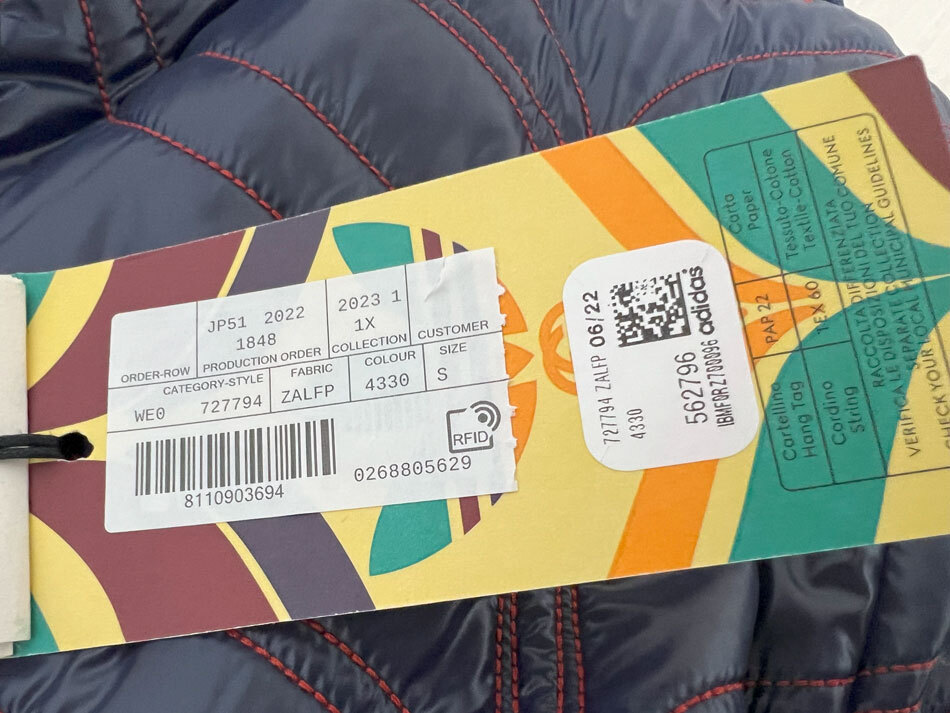 JP51 2022
1848
2023 1
1X
ORDER-ROW
PRODUCTION ORDER
COLLECTION
CUSTOMER
CATEGORY-STYLE
FABRIC
COLOUR
SIZE
WE0 727794
ZALFP
4330
S
8110903694
RFID
0268805629
727794 ZALFP 06/22
4330
562796
IBMF0RZ700096 adidas
Carta
Paper
Tessuto-Cotone
Textile-Cotton
PAP 22
TEX 60
Cartellino
Hang Tag
Cordino
String
RACCOLTA DIFFERENZIATA
ALE DISPOSIZIONI DEL TUO COMUNE
SEPARATE COLLECTION
LOCAL MUNICIPAL GUIDELINES
VERIFICA
CHECK YOUR